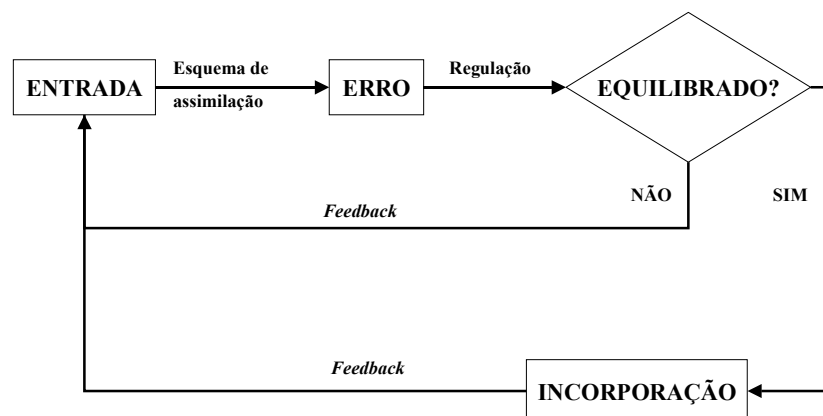 Esquema de
assimilação
Regulação
ENTRADA
ERRO
EQUILIBRADO?
NÃO
SIM
Feedback
Feedback
INCORPORAÇÃO